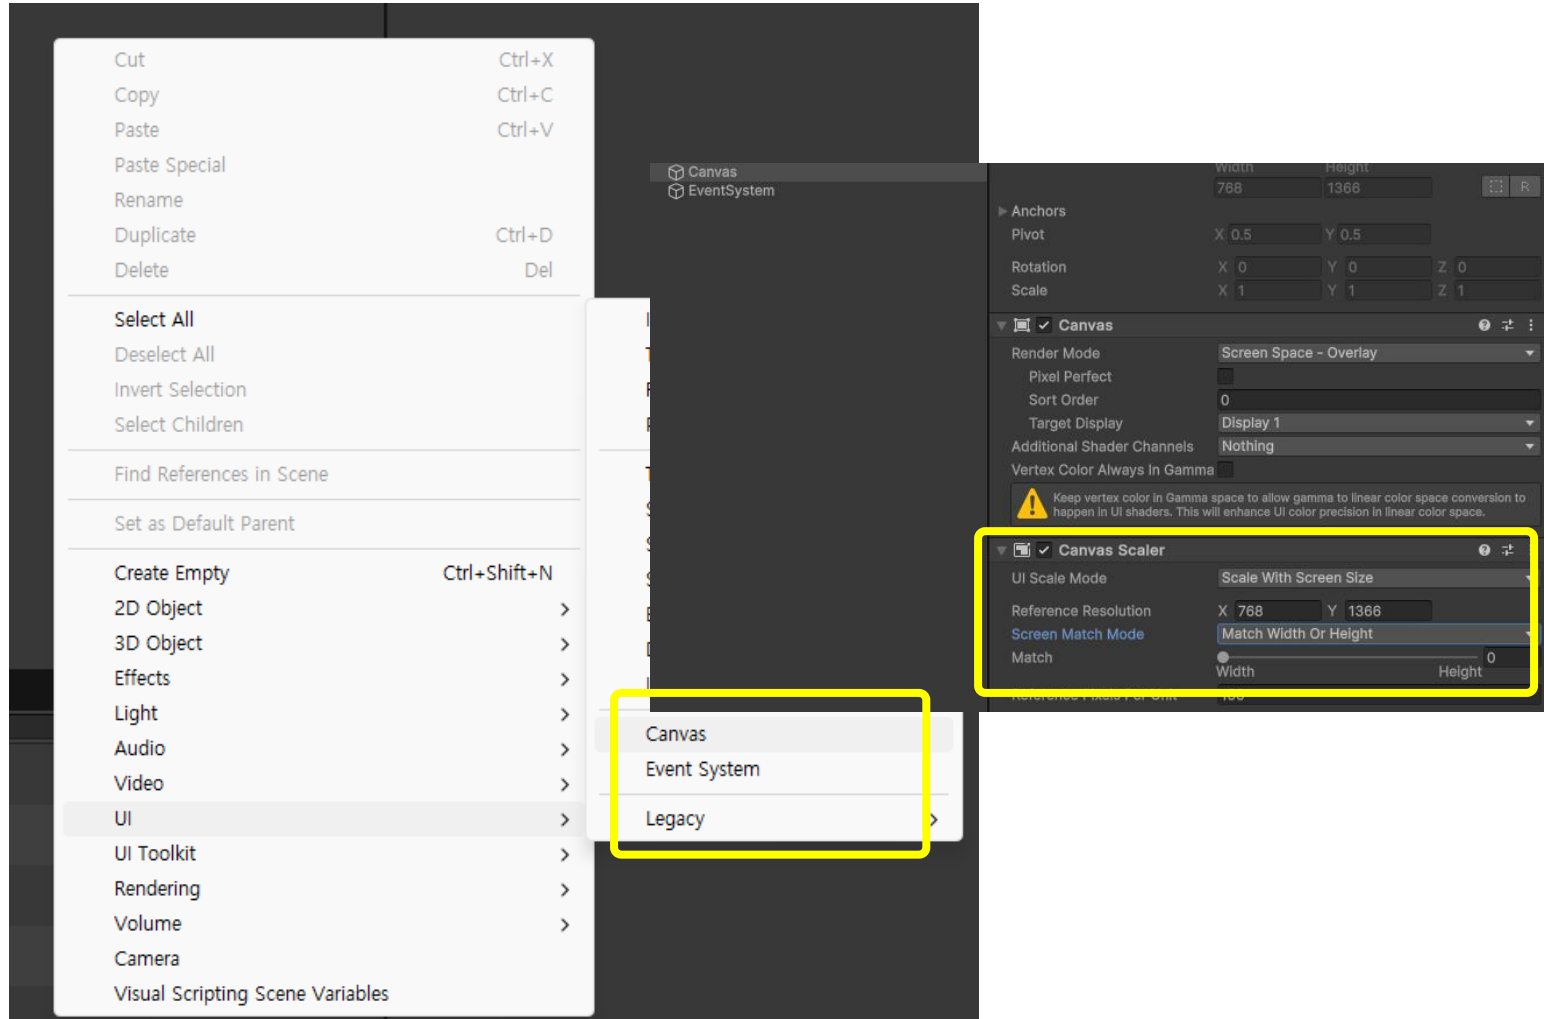 Cut Ctrl+X
Copy Ctrl+C
Paste Ctrl+V
Paste Special
Rename
Duplicate Ctrl+D
Delete Del
Select All
Deselect All
Invert Selection
Select Children
Find References in Scene
Set as Default Parent
Create Empty Ctrl+Shift+N
2D Object
3D Object
Effects
Light
Audio
Video
UI
UI Toolkit
Rendering
Volume
Camera
Visual Scripting Scene Variables
Canvas
Event System
Legacy
Canvas
EventSystem
Width Height
768 1366
R
Anchors
Pivot X 0.5 Y 0.5
Rotation X 0 Y 0 Z 0
Scale X 1 Y 1 Z 1
Canvas
Render Mode Screen Space - Overlay
Pixel Perfect
Sort Order 0
Target Display Display 1
Additional Shader Channels Nothing
Vertex Color Always In Gamma
Keep vertex color in Gamma space to allow gamma to linear color space conversion to
happen in UI shaders. This will enhance UI color precision in linear color space.
Canvas Scaler
UI Scale Mode Scale With Screen Size
Reference Resolution X 768 Y 1366
Screen Match Mode Match Width Or Height
Match 0
Width Height
Reference Pixels Per Unit 100